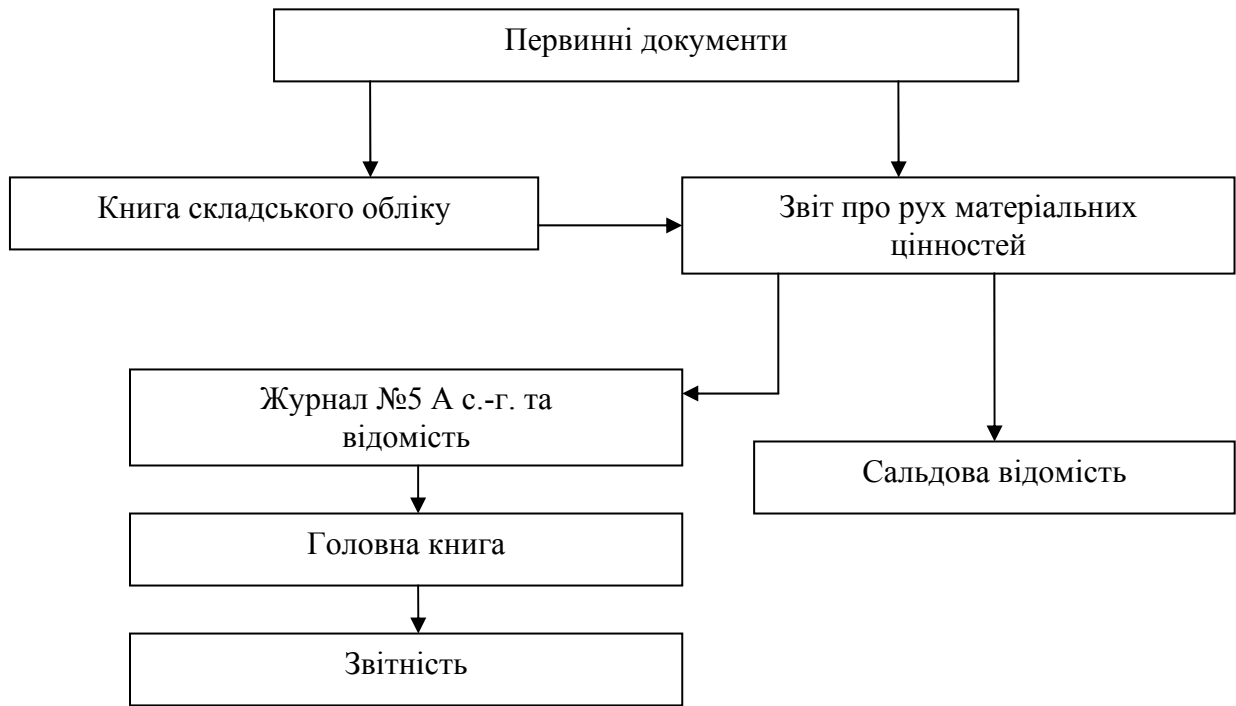 Первинні документи
Книга складського обліку
Звіт про рух матеріальних
цінностей
Журнал №5 А с.-г. та
відомість
Сальдова відомість
Головна книга
Звітність